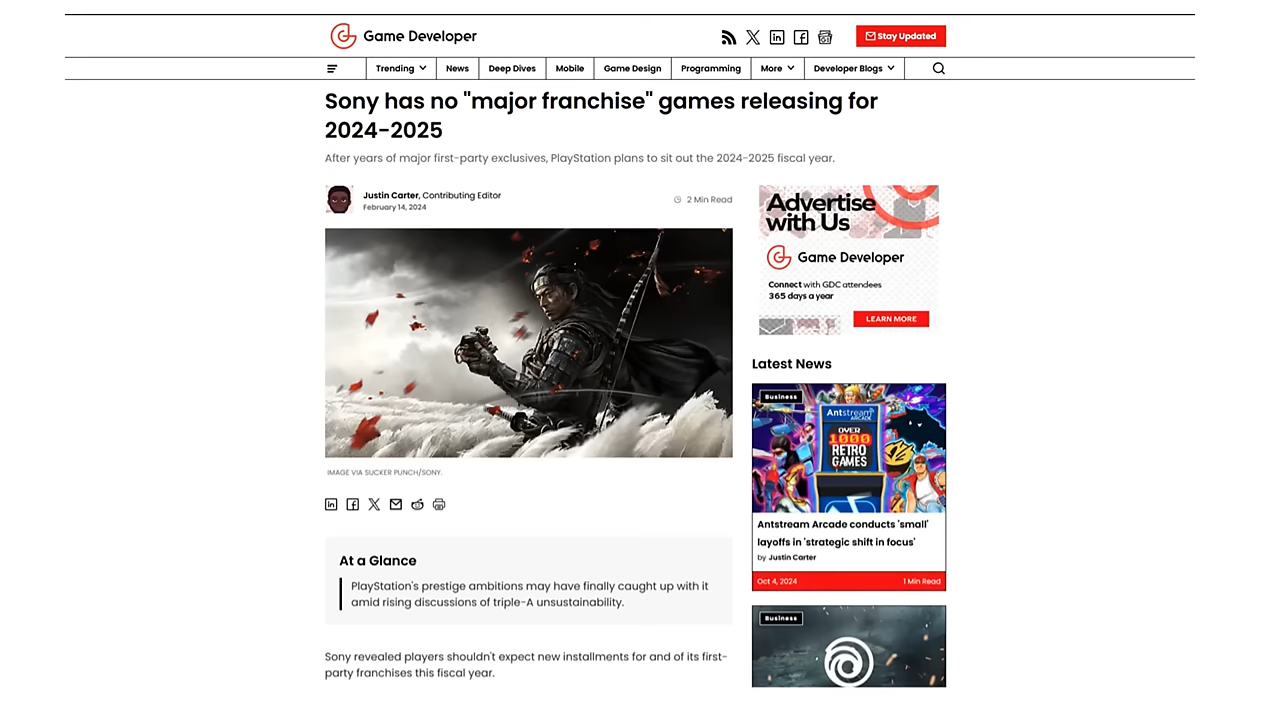 Game Developer
Stay Updated
Trending
News
Deep Dives
Mobile
Game Design
Programming
More
Developer Blogs
Sony has no "major franchise" games releasing for
2024-2025
After years of major first-party exclusives, PlayStation plans to sit out the 2024-2025 fiscal year.
Justin Carter, Contributing Editor
February 14, 2024
2 Min Read
IMAGE VIA SUCKER PUNCH/SONY.
At a Glance
PlayStation's prestige ambitions may have finally caught up with it
amid rising discussions of triple-A unsustainability.
Sony revealed players shouldn't expect new installments for and of its first-
party franchises this fiscal year.
Advertise
with Us
Game Developer
Connect with GDC attendees
365 days a year
LEARN MORE
Latest News
Business
Antstream
ARCADE
OVER
1000
RETRO
GAMES
Antstream Arcade conducts 'small'
layoffs in 'strategic shift in focus'
by Justin Carter
Oct 4, 2024
1 Min Read
Business